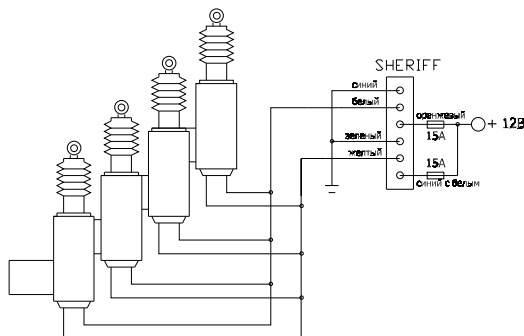 SHERIFF
синий
белый
оранжевый
+ 12В
15А
зеленый
желтый
15А
синий с белым